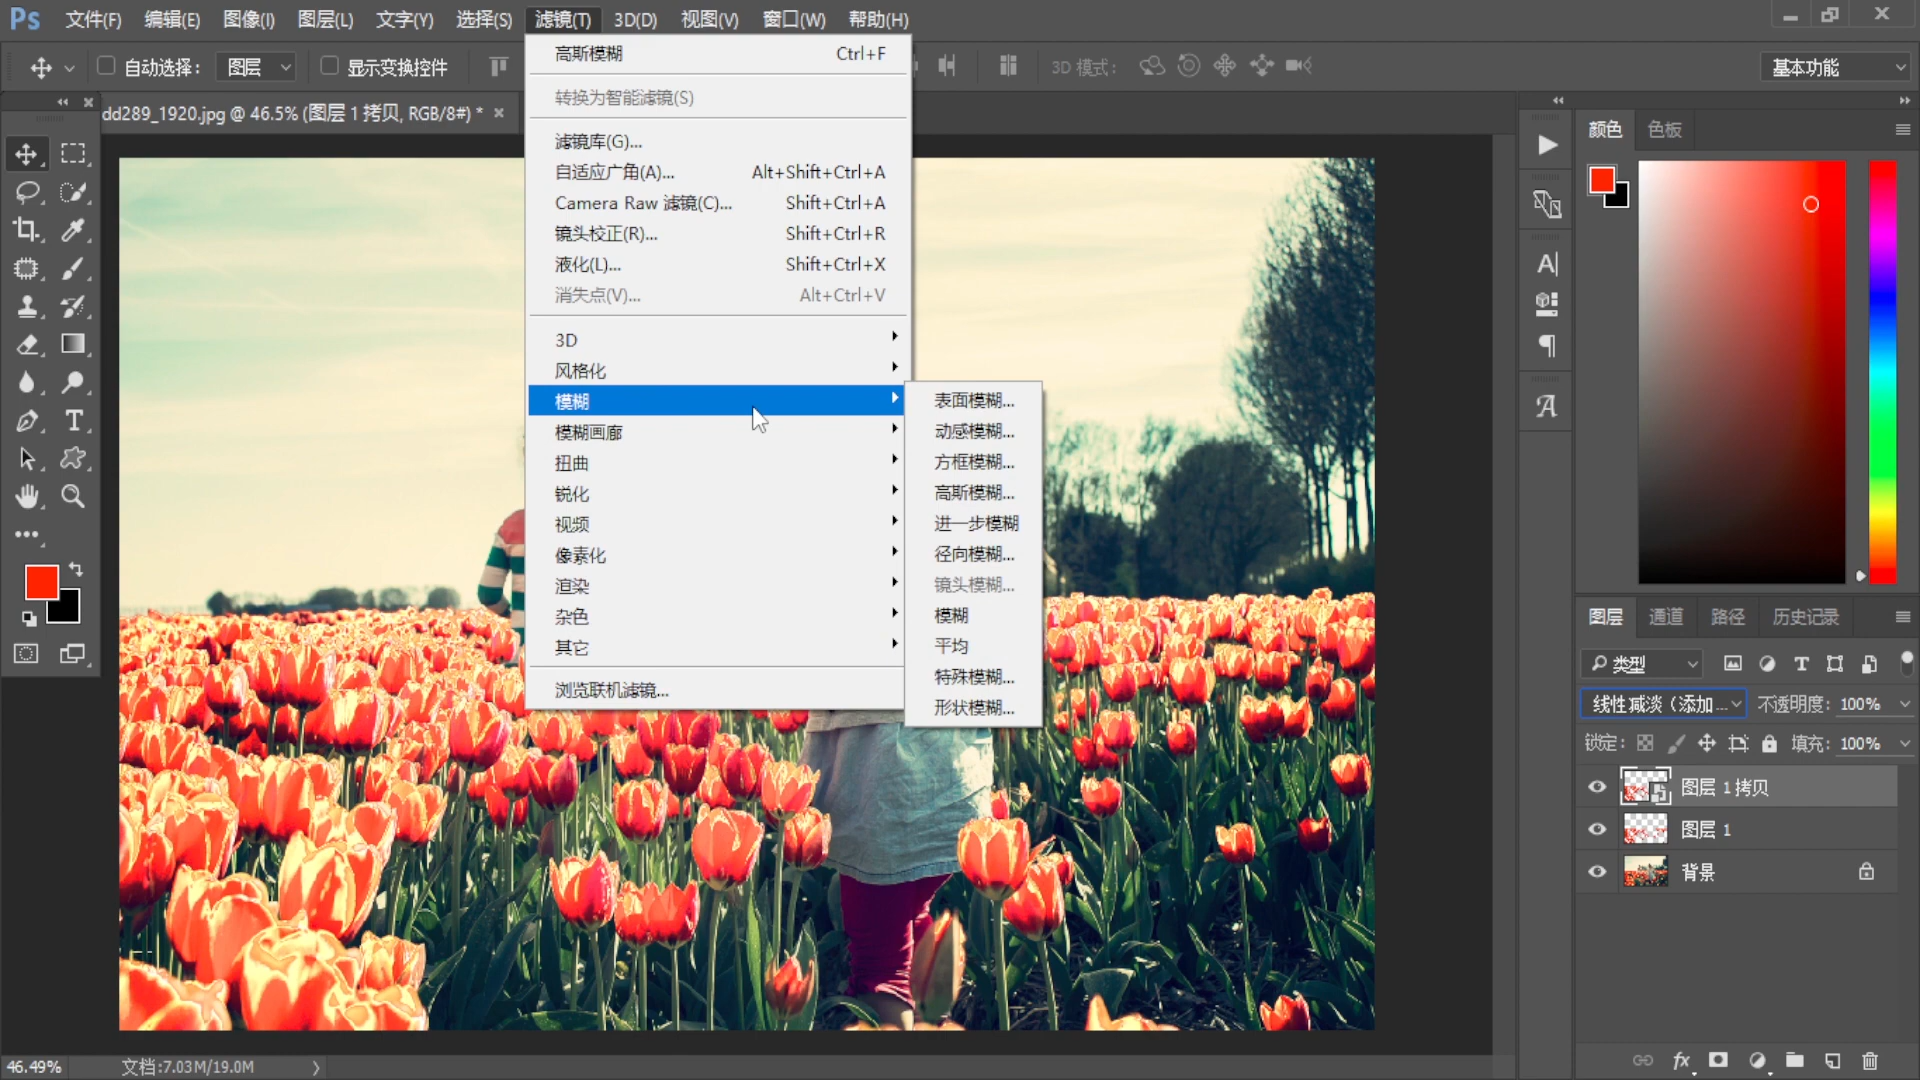 Ps 文件(F) 编辑(E) 图像(I) 图层(L) 文字(Y) 选择(S) 滤镜(T) 3D(D) 视图(V) 窗口(W) 帮助(H)
自动选择： 图层 显示变换控件 3D 模式： 基本功能
dd289_1920.jpg @ 46.5% (图层 1 拷贝, RGB/8#) *
高斯模糊 Ctrl+F
转换为智能滤镜(S)
滤镜库(G)...
自适应广角(A)... Alt+Shift+Ctrl+A
Camera Raw 滤镜(C)... Shift+Ctrl+A
镜头校正(R)... Shift+Ctrl+R
液化(L)... Shift+Ctrl+X
消失点(V)... Alt+Ctrl+V
3D
风格化
模糊
模糊画廊
扭曲
锐化
视频
像素化
渲染
杂色
其它
浏览联机滤镜...
表面模糊...
动感模糊...
方框模糊...
高斯模糊...
进一步模糊
径向模糊...
镜头模糊...
模糊
平均
特殊模糊...
形状模糊...
颜色 色板
图层 通道 路径 历史记录
类型
线性减淡（添加... 不透明度： 100%
锁定： 填充： 100%
图层 1 拷贝
图层 1
背景
fx
46.49% 文档:7.03M/19.0M